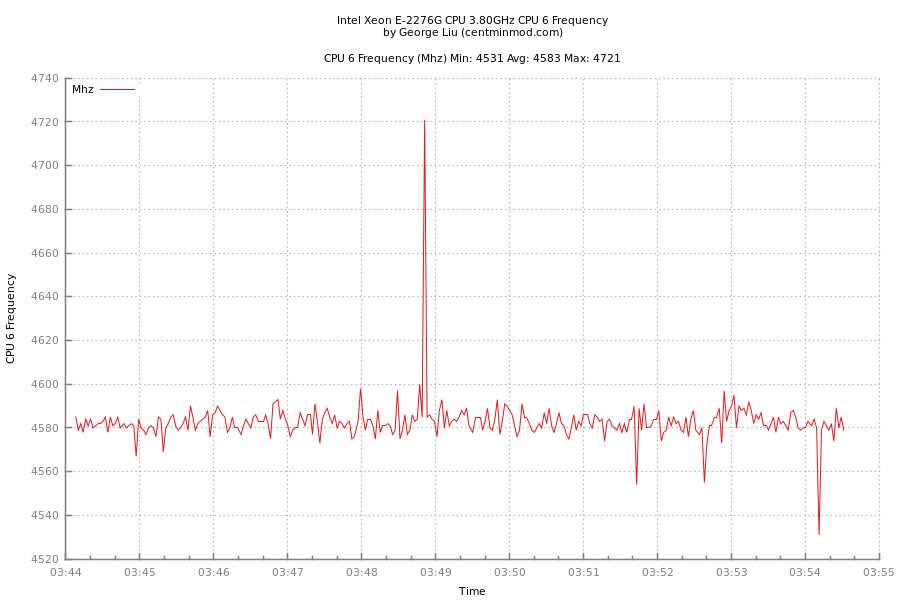 Intel Xeon E-2276G CPU 3.80GHz CPU 6 Frequency
by George Liu (centminmod.com)
CPU 6 Frequency (Mhz) Min: 4531 Avg: 4583 Max: 4721
Mhz
4740
4720
4700
4680
4660
4640
4620
4600
4580
4560
4540
4520
CPU 6 Frequency
03:44 03:45 03:46 03:47 03:48 03:49 03:50 03:51 03:52 03:53 03:54 03:55
Time